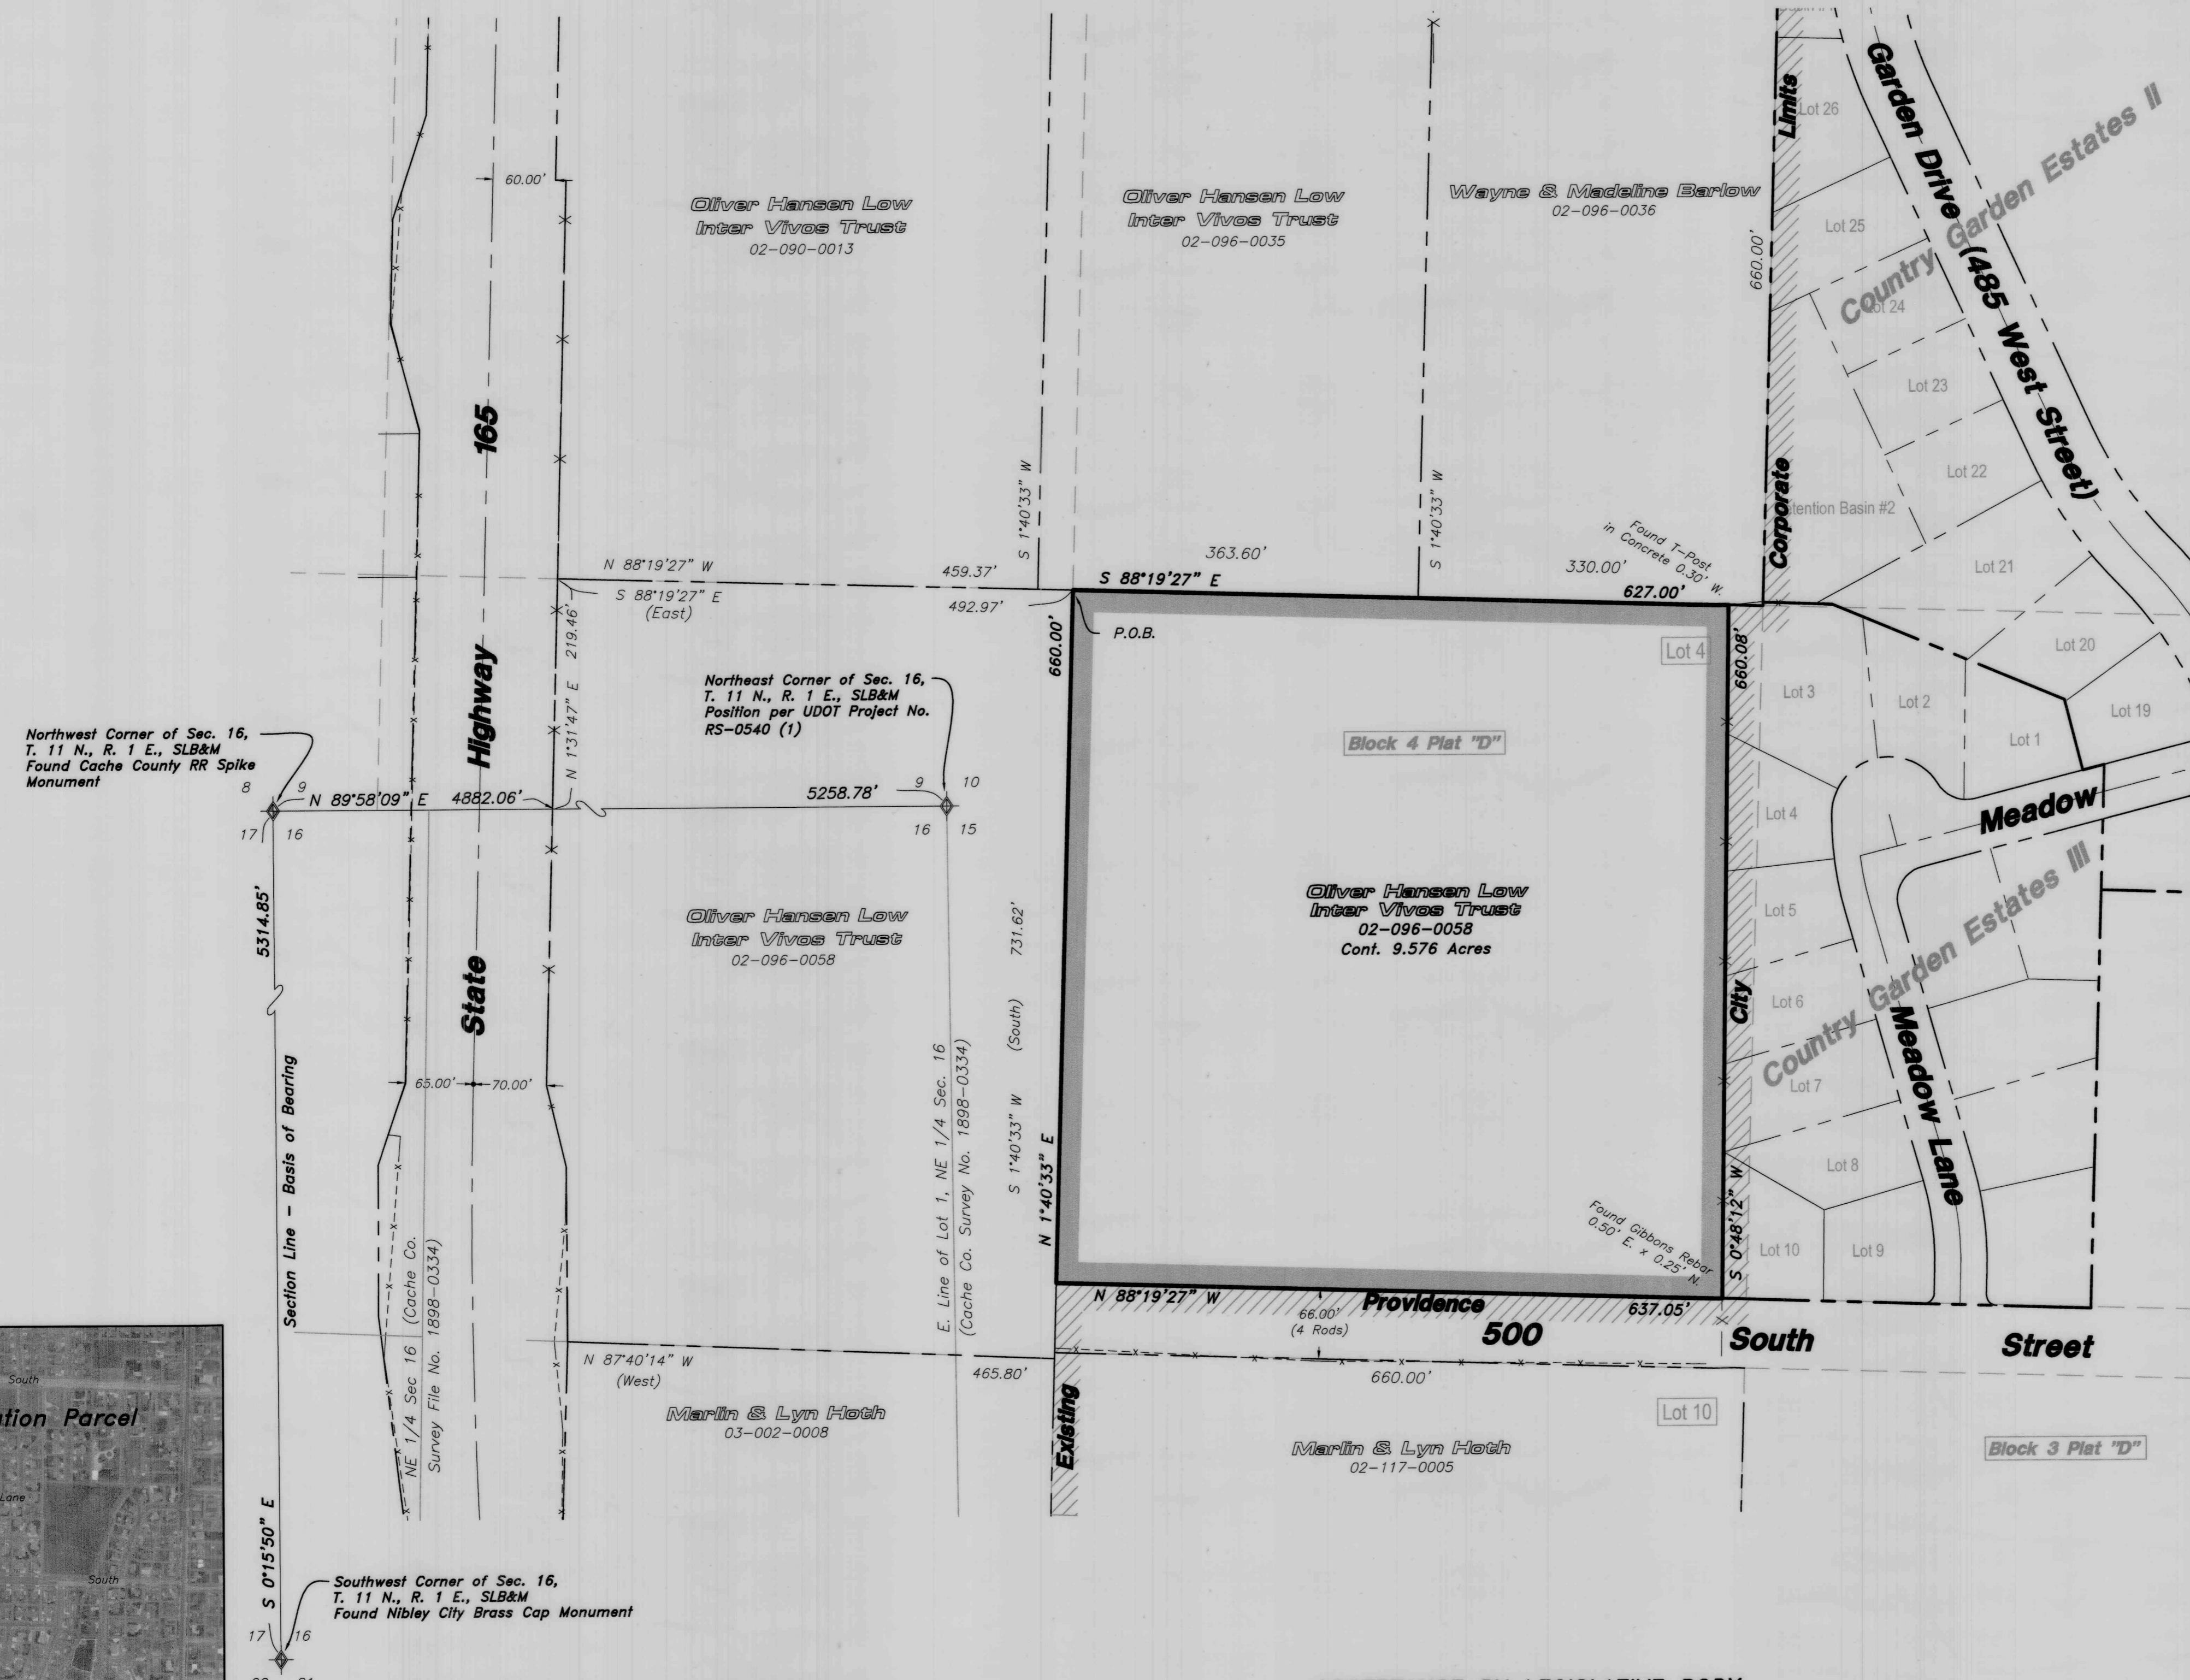 Limits
Lot 26
Garden Drive (485 West Street)
Country Garden Estates II
60.00'
Oliver Hansen Low
Inter Vivos Trust
02-090-0013
Oliver Hansen Low
Inter Vivos Trust
02-096-0035
Wayne & Madeline Barlow
02-096-0036
660.00'
Lot 25
Lot 24
Lot 23
Lot 22
165
Corporate
tention Basin #2
Lot 21
S 1°40'33" W
S 1°40'33" W
Found T-Post
in Concrete 0.30' W.
N 88°19'27" W
459.37'
363.60'
330.00'
S 88°19'27" E
(East)
492.97'
S 88°19'27" E
627.00'
219.46'
N 1°31'47" E
660.00'
P.O.B.
Lot 4
660.08'
Lot 20
Lot 3
Lot 2
Lot 19
Lot 1
Highway
Northeast Corner of Sec. 16,
T. 11 N., R. 1 E., SLB&M
Position per UDOT Project No.
RS-0540 (1)
Northwest Corner of Sec. 16,
T. 11 N., R. 1 E., SLB&M
Found Cache County RR Spike
Monument
Block 4 Plat "D"
8
9
N 89°58'09" E
4882.06'
5258.78'
9
10
17
16
16
15
Meadow
Lot 4
5314.85'
Oliver Hansen Low
Inter Vivos Trust
02-096-0058
731.62'
Oliver Hansen Low
Inter Vivos Trust
02-096-0058
Cont. 9.576 Acres
Lot 5
Country Garden Estates III
State
(South)
City
Lot 6
Meadow Lane
65.00'
70.00'
Lot 7
Section Line - Basis of Bearing
E. Line of Lot 1, NE 1/4 Sec. 16
(Cache Co. Survey No. 1898-0334)
S 1°40'33" W
N 1°40'33" E
S 0°48'12" W
Lot 8
Found Gibbons Rebar
0.50' E. x 0.25' N.
Lot 10
Lot 9
NE 1/4 Sec 16 (Cache Co.
Survey File No. 1898-0334)
N 88°19'27" W
Providence
637.05'
66.00'
(4 Rods)
500
South
Street
N 87°40'14" W
(West)
465.80'
660.00'
Existing
Marlin & Lyn Hoth
03-002-0008
Marlin & Lyn Hoth
02-117-0005
Lot 10
Block 3 Plat "D"
South
tion Parcel
Lane
South
S 0°15'50" E
Southwest Corner of Sec. 16,
T. 11 N., R. 1 E., SLB&M
Found Nibley City Brass Cap Monument
17
16